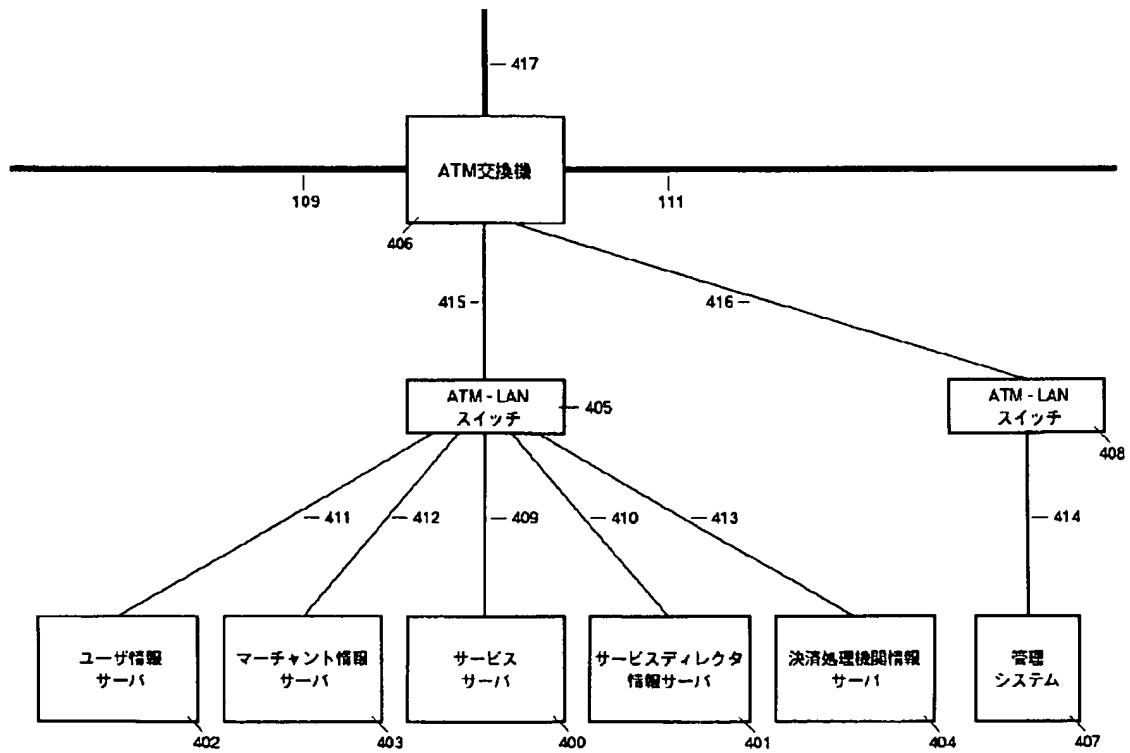 417
ATM交換機
109
111
406
415
416
ATM - LAN
スイッチ
405
ATM - LAN
スイッチ
408
411
412
409
410
413
414
ユーザ情報
サーバ
マーチャント情報
サーバ
サービス
サーバ
サービスディレクタ
情報サーバ
決済処理機関情報
サーバ
管理
システム
402
403
400
401
404
407